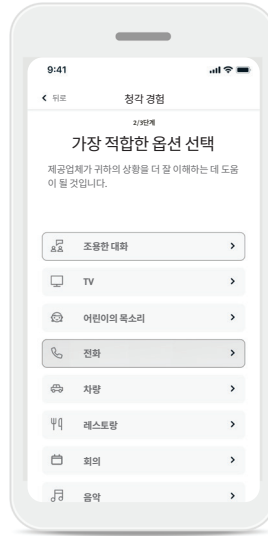 9:41
뒤로 청각 경험
2/3단계
가장 적합한 옵션 선택
제공업체가 귀하의 상황을 더 잘 이해하는 데 도움
이 될 것입니다.
조용한 대화
TV
어린이의 목소리
전화
차량
레스토랑
회의
음악